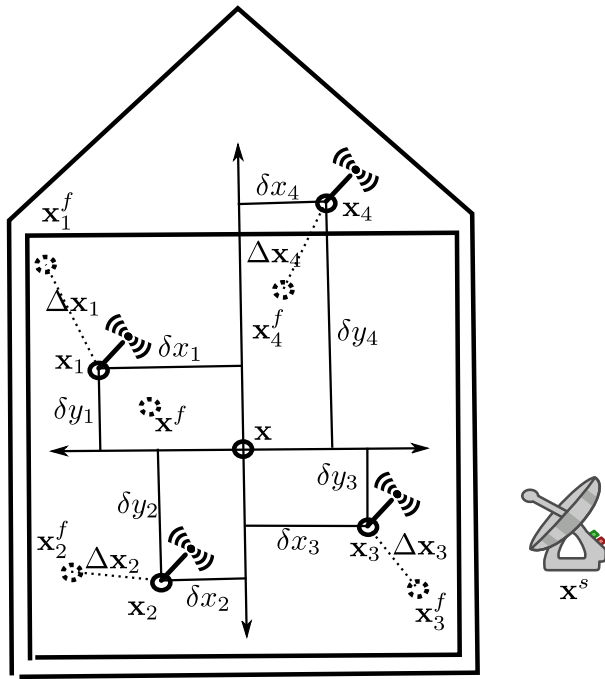 δx₄
𝐱₄
𝐱₁ᶠ
Δ𝐱₄
𝐱₄ᶠ
δy₄
Δ𝐱₁
δx₁
𝐱₁
δy₁
𝐱ᶠ
𝐱
δy₃
δy₂
𝐱₂ᶠ
Δ𝐱₂
δx₃
𝐱₃
Δ𝐱₃
δx₂
𝐱₂
𝐱₃ᶠ
𝐱ˢ